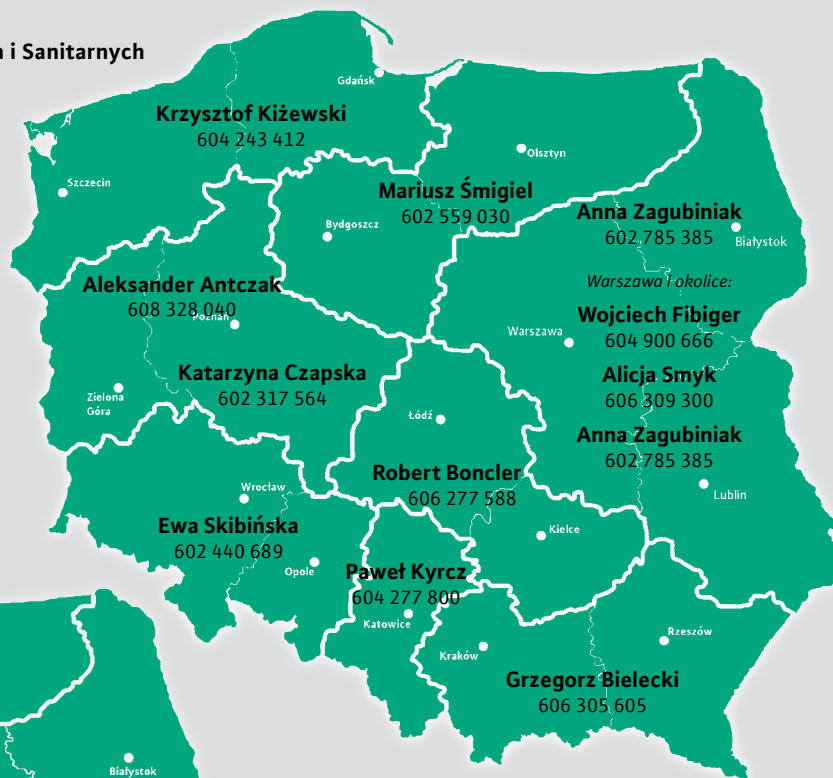 i Sanitarnych
Gdańsk
Krzysztof Kiżewski
604 243 412
Olsztyn
Szczecin
Mariusz Śmigiel
602 559 030
Bydgoszcz
Anna Zagubiniak
602 785 385
Białystok
Aleksander Antczak
608 328 040
Poznań
Warszawa i okolice:
Wojciech Fibiger
604 900 666
Warszawa
Alicja Smyk
606 309 300
Katarzyna Czapska
602 317 564
Zielona
Góra
Łódź
Anna Zagubiniak
602 785 385
Robert Boncler
606 277 588
Lublin
Wrocław
Ewa Skibińska
602 440 689
Kielce
Opole
Paweł Kyrcz
604 277 800
Katowice
Rzeszów
Kraków
Grzegorz Bielecki
606 305 605
Białystok